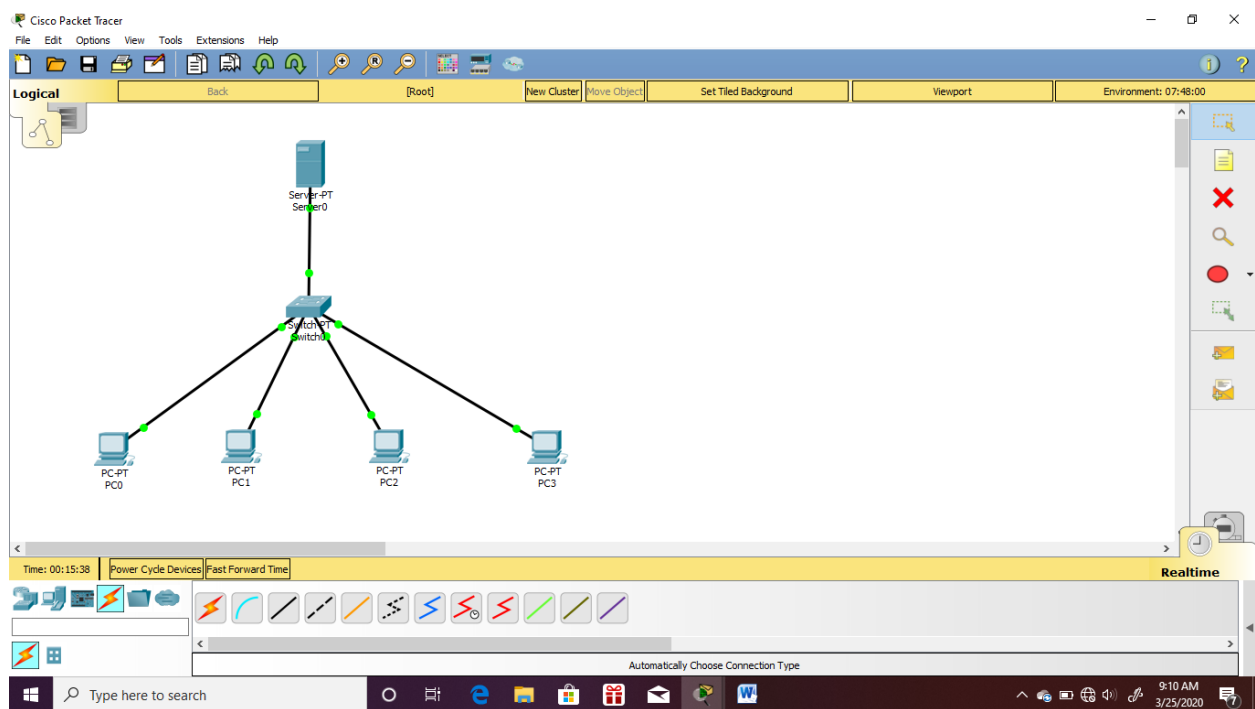 Cisco Packet Tracer
File Edit Options View Tools Extensions Help
Logical Back [Root] New Cluster Move Object Set Tiled Background Viewport Environment: 07:48:00
Server-PT
Server0
Switch-PT
Switch0
PC-PT
PC0
PC-PT
PC1
PC-PT
PC2
PC-PT
PC3
Time: 00:15:38 Power Cycle Devices Fast Forward Time
Realtime
Automatically Choose Connection Type
Type here to search
9:10 AM
3/25/2020